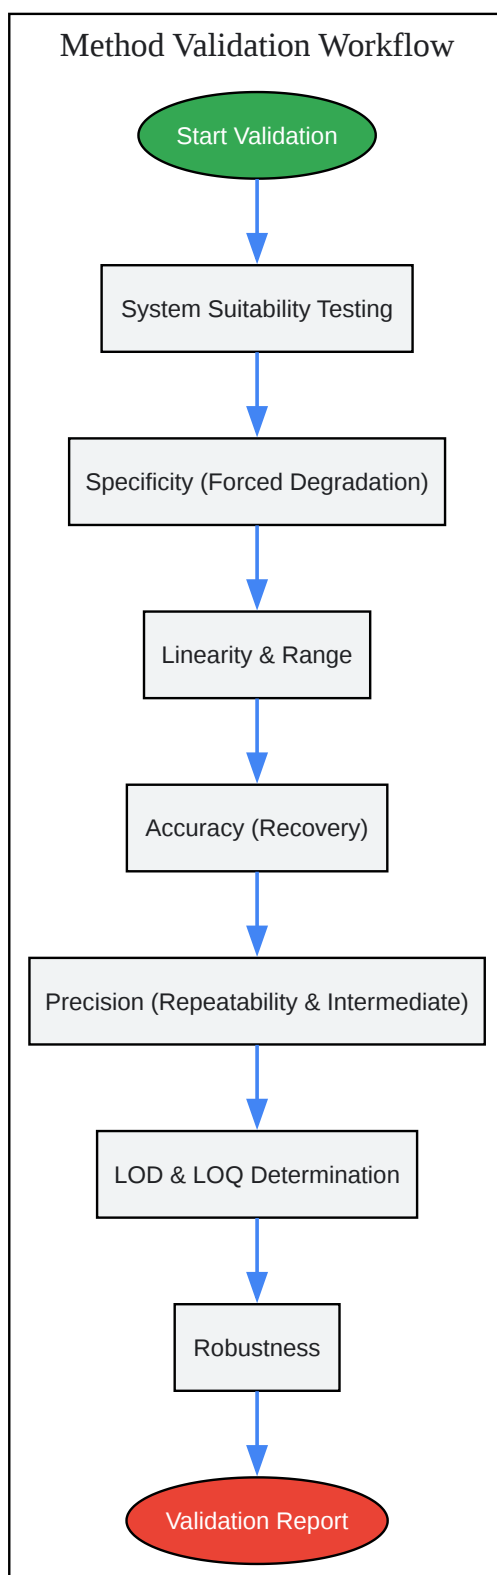 Method Validation Workflow
Start Validation
System Suitability Testing
Specificity (Forced Degradation)
Linearity & Range
Accuracy (Recovery)
Precision (Repeatability & Intermediate)
LOD & LOQ Determination
Robustness
Validation Report